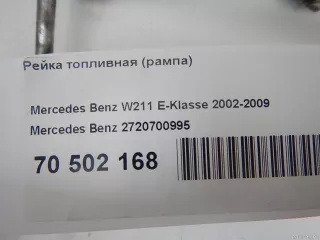 Рейка топливная (рампа)
Mercedes Benz W211 E-Klasse 2002-2009
Mercedes Benz 2720700995
70 502 168